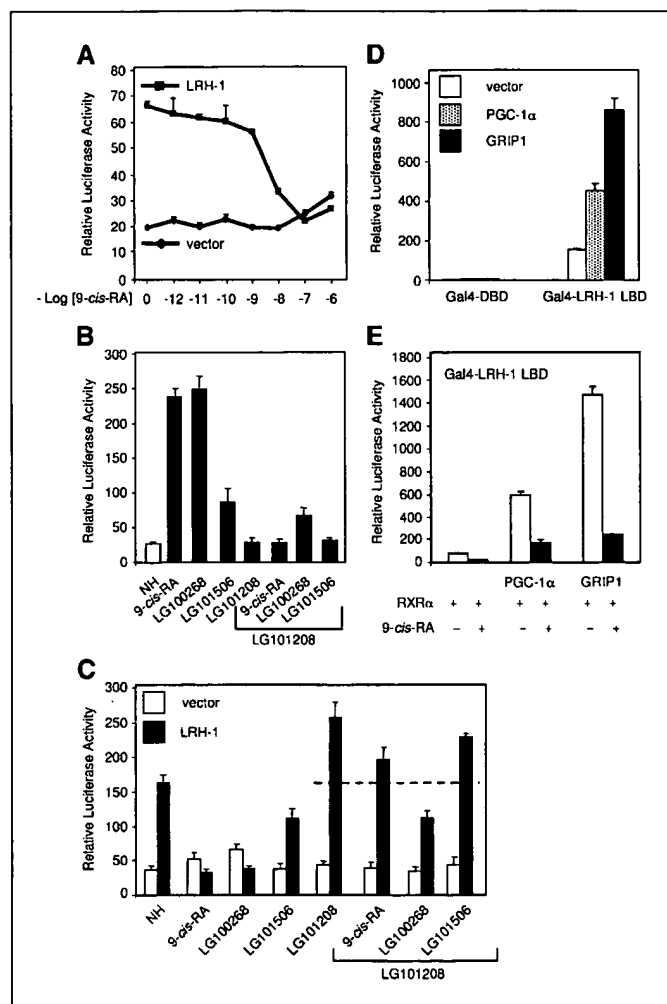 A
Relative Luciferase Activity
80
70
60
50
40
30
20
10
0
LRH-1
vector
- Log [9-cis-RA] 0 -12 -11 -10 -9 -8 -7 -6
B
Relative Luciferase Activity
300
250
200
150
100
50
0
NH
9-cis-RA
LG100268
LG101506
LG101208
9-cis-RA
LG100268
LG101506
LG101208
C
Relative Luciferase Activity
300
250
200
150
100
50
0
vector
LRH-1
NH
9-cis-RA
LG100268
LG101506
LG101208
9-cis-RA
LG100268
LG101506
LG101208
D
Relative Luciferase Activity
1000
800
600
400
200
0
vector
PGC-1α
GRIP1
Gal4-DBD Gal4-LRH-1 LBD
E
Relative Luciferase Activity
1800
1600
1400
1200
1000
800
600
400
200
0
Gal4-LRH-1 LBD
PGC-1α GRIP1
RXRα + + + + + +
9-cis-RA - + - + - +